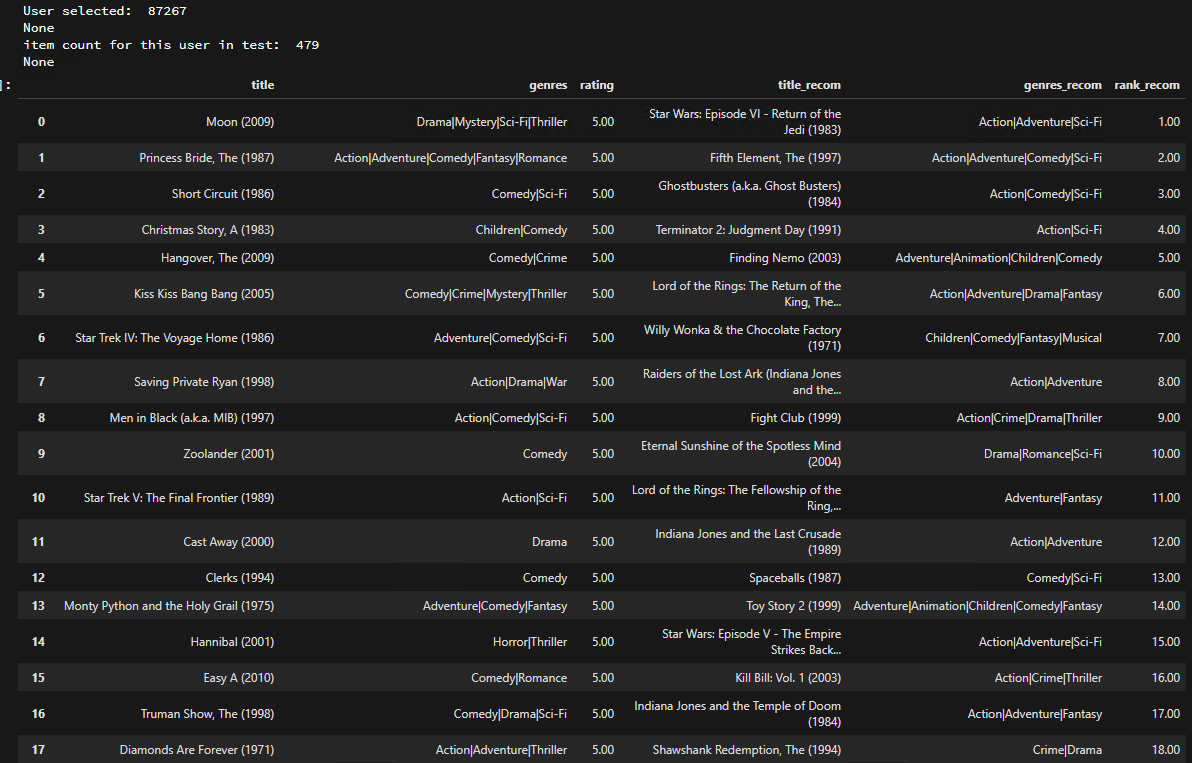 User selected:  87267
None
item count for this user in test:  479
None
]:
title genres rating title_recom genres_recom rank_recom
0 Moon (2009) Drama|Mystery|Sci-Fi|Thriller 5.00 Star Wars: Episode VI - Return of the
Jedi (1983) Action|Adventure|Sci-Fi 1.00
1 Princess Bride, The (1987) Action|Adventure|Comedy|Fantasy|Romance 5.00 Fifth Element, The (1997) Action|Adventure|Comedy|Sci-Fi 2.00
2 Short Circuit (1986) Comedy|Sci-Fi 5.00 Ghostbusters (a.k.a. Ghost Busters)
(1984) Action|Comedy|Sci-Fi 3.00
3 Christmas Story, A (1983) Children|Comedy 5.00 Terminator 2: Judgment Day (1991) Action|Sci-Fi 4.00
4 Hangover, The (2009) Comedy|Crime 5.00 Finding Nemo (2003) Adventure|Animation|Children|Comedy 5.00
5 Kiss Kiss Bang Bang (2005) Comedy|Crime|Mystery|Thriller 5.00 Lord of the Rings: The Return of the
King, The... Action|Adventure|Drama|Fantasy 6.00
6 Star Trek IV: The Voyage Home (1986) Adventure|Comedy|Sci-Fi 5.00 Willy Wonka & the Chocolate Factory
(1971) Children|Comedy|Fantasy|Musical 7.00
7 Saving Private Ryan (1998) Action|Drama|War 5.00 Raiders of the Lost Ark (Indiana Jones
and the... Action|Adventure 8.00
8 Men in Black (a.k.a. MIB) (1997) Action|Comedy|Sci-Fi 5.00 Fight Club (1999) Action|Crime|Drama|Thriller 9.00
9 Zoolander (2001) Comedy 5.00 Eternal Sunshine of the Spotless Mind
(2004) Drama|Romance|Sci-Fi 10.00
10 Star Trek V: The Final Frontier (1989) Action|Sci-Fi 5.00 Lord of the Rings: The Fellowship of the
Ring,... Adventure|Fantasy 11.00
11 Cast Away (2000) Drama 5.00 Indiana Jones and the Last Crusade
(1989) Action|Adventure 12.00
12 Clerks (1994) Comedy 5.00 Spaceballs (1987) Comedy|Sci-Fi 13.00
13 Monty Python and the Holy Grail (1975) Adventure|Comedy|Fantasy 5.00 Toy Story 2 (1999) Adventure|Animation|Children|Comedy|Fantasy 14.00
14 Hannibal (2001) Horror|Thriller 5.00 Star Wars: Episode V - The Empire
Strikes Back... Action|Adventure|Sci-Fi 15.00
15 Easy A (2010) Comedy|Romance 5.00 Kill Bill: Vol. 1 (2003) Action|Crime|Thriller 16.00
16 Truman Show, The (1998) Comedy|Drama|Sci-Fi 5.00 Indiana Jones and the Temple of Doom
(1984) Action|Adventure|Fantasy 17.00
17 Diamonds Are Forever (1971) Action|Adventure|Thriller 5.00 Shawshank Redemption, The (1994) Crime|Drama 18.00